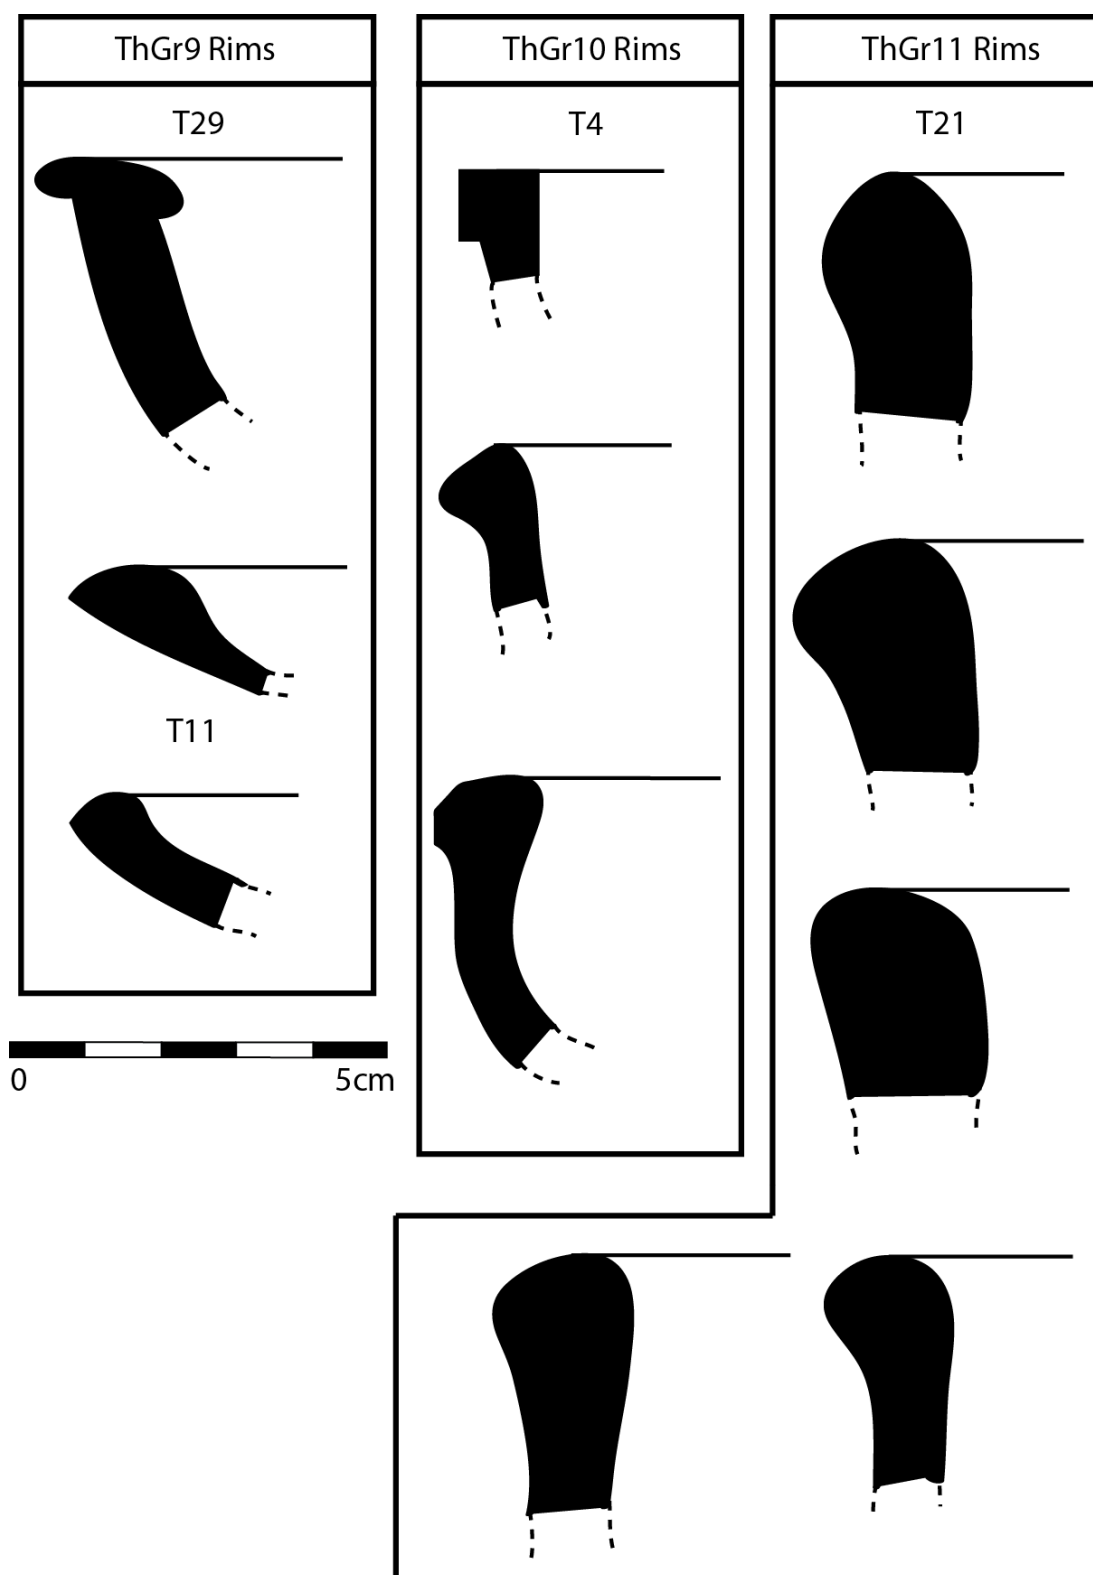 ThGr9 Rims
ThGr10 Rims
ThGr11 Rims
T29
T4
T21
T11
0
5cm